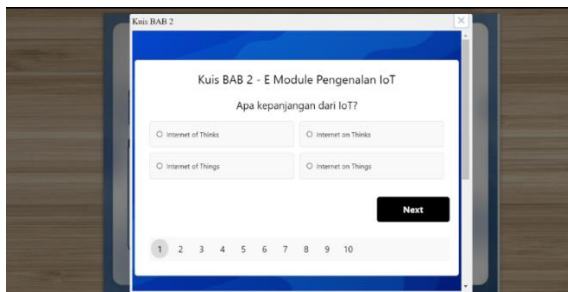 Kuis BAB 2
Kuis BAB 2 - E Module Pengenalan IoT
Apa kepanjangan dari IoT?
Internet of Thinks
Internet on Thinks
Internet of Things
Internet on Things
Next
1 2 3 4 5 6 7 8 9 10